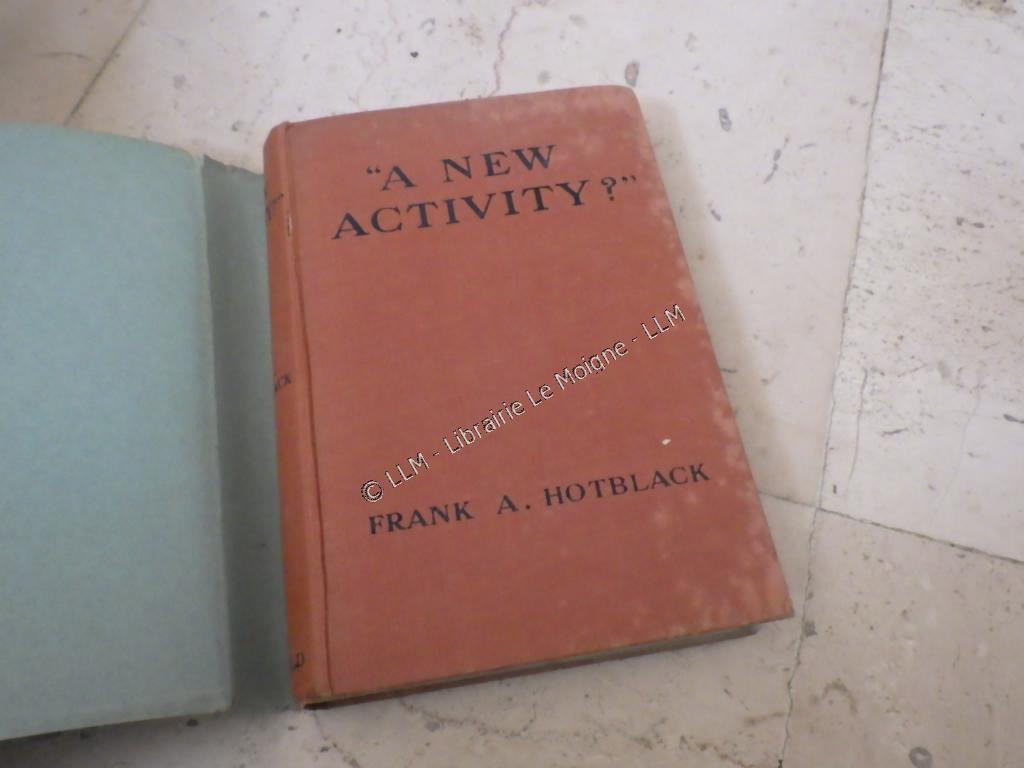 “A NEW
ACTIVITY?”
© LLM - Librairie Le Moigne - LLM
FRANK A. HOTBLACK